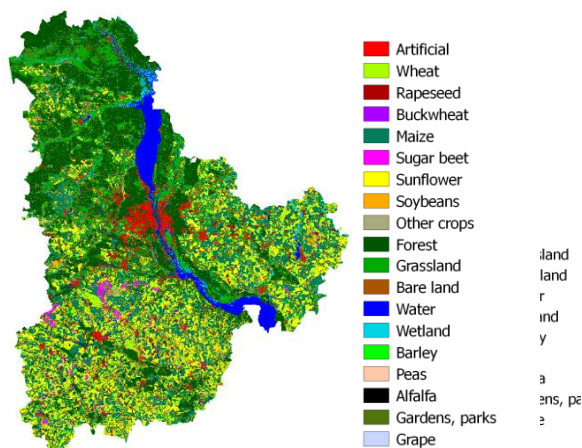 Artificial
Wheat
Rapeseed
Buckwheat
Maize
Sugar beet
Sunflower
Soybeans
Other crops
Forest
Grassland
Bare land
Water
Wetland
Barley
Peas
Alfalfa
Gardens, parks
Grape